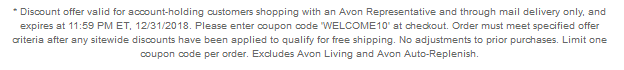 * Discount offer valid for account-holding customers shopping with an Avon Representative and through mail delivery only, and
expires at 11:59 PM ET, 12/31/2018. Please enter coupon code 'WELCOME10' at checkout. Order must meet specified offer
criteria after any sitewide discounts have been applied to qualify for free shipping. No adjustments to prior purchases. Limit one
coupon code per order. Excludes Avon Living and Avon Auto-Replenish.